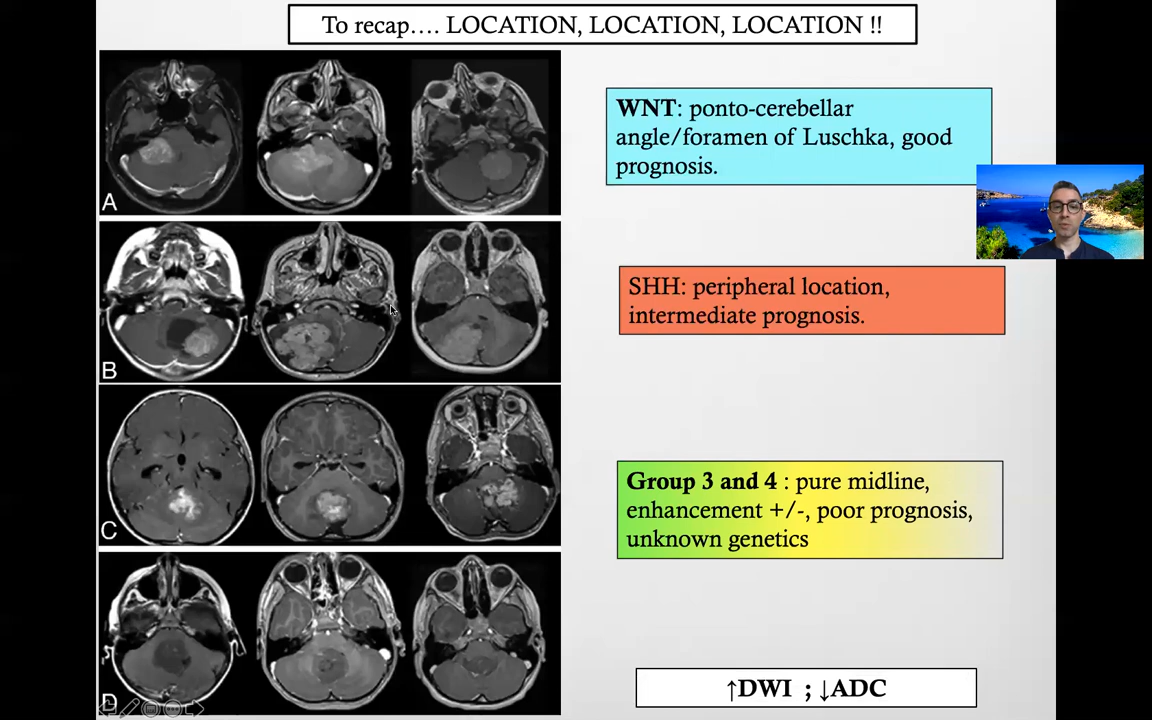 To recap…. LOCATION, LOCATION, LOCATION !!
A
B
C
D
WNT: ponto-cerebellar
angle/foramen of Luschka, good
prognosis.
SHH: peripheral location,
intermediate prognosis.
Group 3 and 4 : pure midline,
enhancement +/-, poor prognosis,
unknown genetics
↑DWI ; ↓ADC